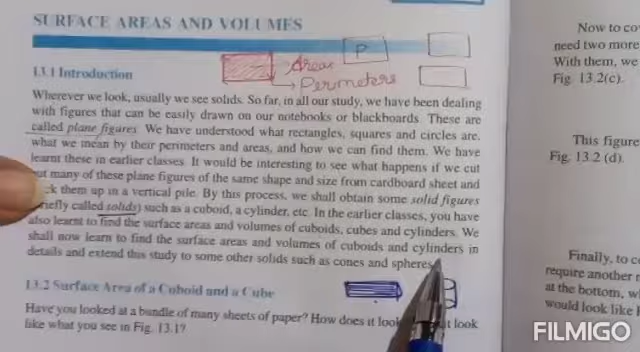 SURFACE AREAS AND VOLUMES
P
Area
Perimeters
13.1 Introduction
Wherever we look, usually we see solids. So far, in all our study, we have been dealing
with figures that can be easily drawn on our notebooks or blackboards. These are
called plane figures. We have understood what rectangles, squares and circles are,
what we mean by their perimeters and areas, and how we can find them. We have
learnt these in earlier classes. It would be interesting to see what happens if we cut
out many of these plane figures of the same shape and size from cardboard sheet and
them up in a vertical pile. By this process, we shall obtain some solid figures
called solids) such as a cuboid, a cylinder, etc. In the earlier classes, you have
also learnt to find the surface areas and volumes of cuboids, cubes and cylinders. We
shall now learn to find the surface areas and volumes of cuboids and cylinders in
details and extend this study to some other solids such as cones and spheres
13.2 Surface Area of a Cuboid and a Cube
Have you looked at a bundle of many sheets of paper? How does it look it look
like what you see in Fig. 13.1?
Now to co
need two more
With them, we
Fig. 13.2(c).
This figure
Fig. 13.2 (d).
Finally, to c
require another r
at the bottom, w
would look like
FILMIGO